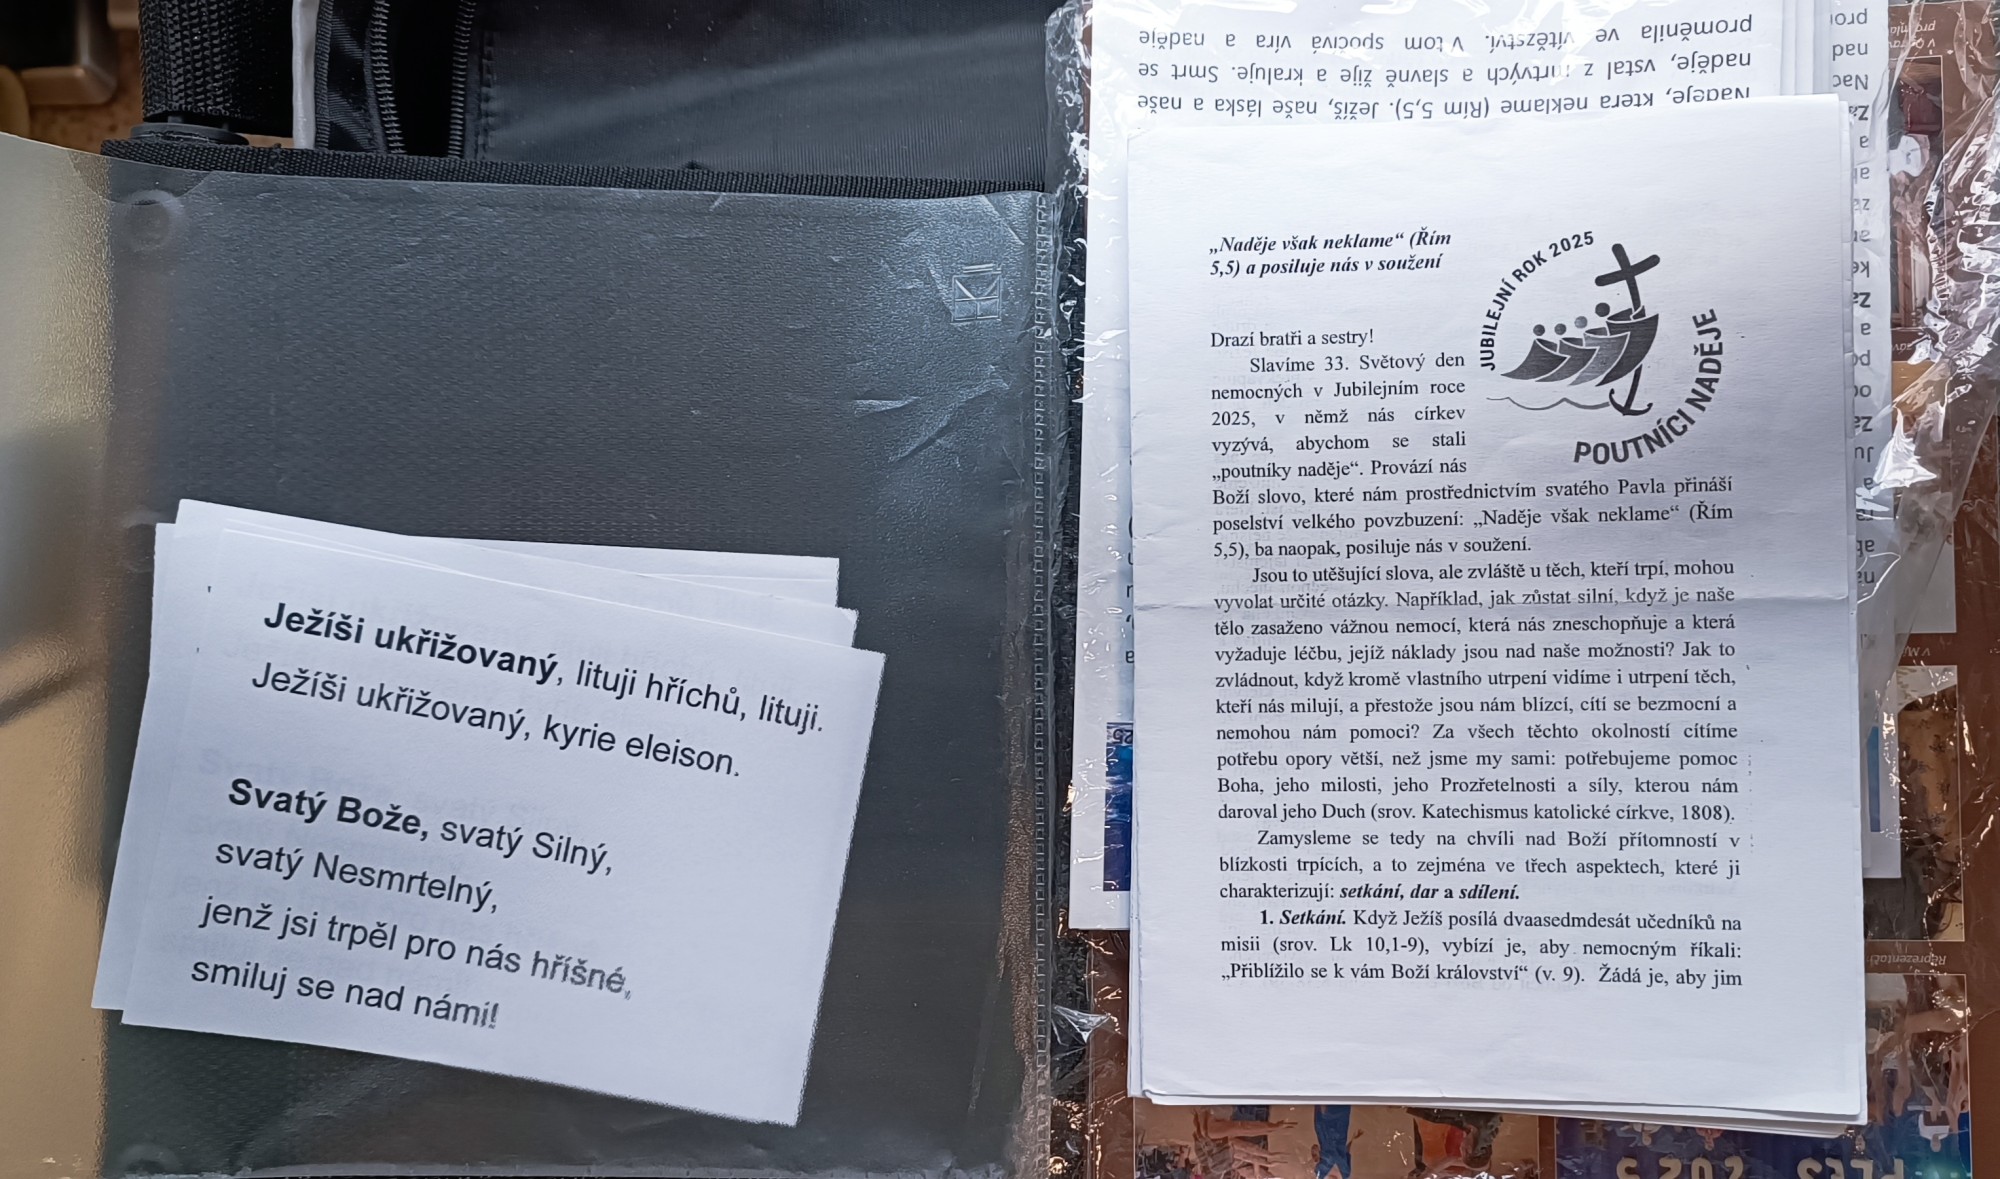 Ježíši ukřižovaný, lituji hříchů, lituji.
Ježíši ukřižovaný, kyrie eleison.
Svatý Bože, svatý Silný,
svatý Nesmrtelný,
jenž jsi trpěl pro nás hříšné,
smiluj se nad námi!
proměnila ve vítězství. V tom spočívá víra a naděje
naděje, vstal z mrtvých a slavně žije a kraluje. Smrt se
Naděje, která neklame (Řím 5,5). Ježíš, naše láska a naše
„Naděje však neklame“ (Řím
5,5) a posiluje nás v soužení
JUBILEJNÍ ROK 2025
POUTNÍCI NADĚJE
Drazí bratři a sestry!
Slavíme 33. Světový den
nemocných v Jubilejním roce
2025, v němž nás církev
vyzývá, abychom se stali
„poutníky naděje“. Provází nás
Boží slovo, které nám prostřednictvím svatého Pavla přináší
poselství velkého povzbuzení: „Naděje však neklame“ (Řím
5,5), ba naopak, posiluje nás v soužení.
Jsou to utěšující slova, ale zvláště u těch, kteří trpí, mohou
vyvolat určité otázky. Například, jak zůstat silní, když je naše
tělo zasaženo vážnou nemocí, která nás zneschopňuje a která
vyžaduje léčbu, jejíž náklady jsou nad naše možnosti? Jak to
zvládnout, když kromě vlastního utrpení vidíme i utrpení těch,
kteří nás milují, a přestože jsou nám blízcí, cítí se bezmocní a
nemohou nám pomoci? Za všech těchto okolností cítíme
potřebu opory větší, než jsme my sami: potřebujeme pomoc
Boha, jeho milosti, jeho Prozřetelnosti a síly, kterou nám
daroval jeho Duch (srov. Katechismus katolické církve, 1808).
Zamysleme se tedy na chvíli nad Boží přítomností v
blízkosti trpících, a to zejména ve třech aspektech, které ji
charakterizují: setkání, dar a sdílení.
1. Setkání. Když Ježíš posílá dvaasedmdesát učedníků na
misii (srov. Lk 10,1-9), vybízí je, aby nemocným říkali:
„Přiblížilo se k vám Boží království“ (v. 9). Žádá je, aby jim